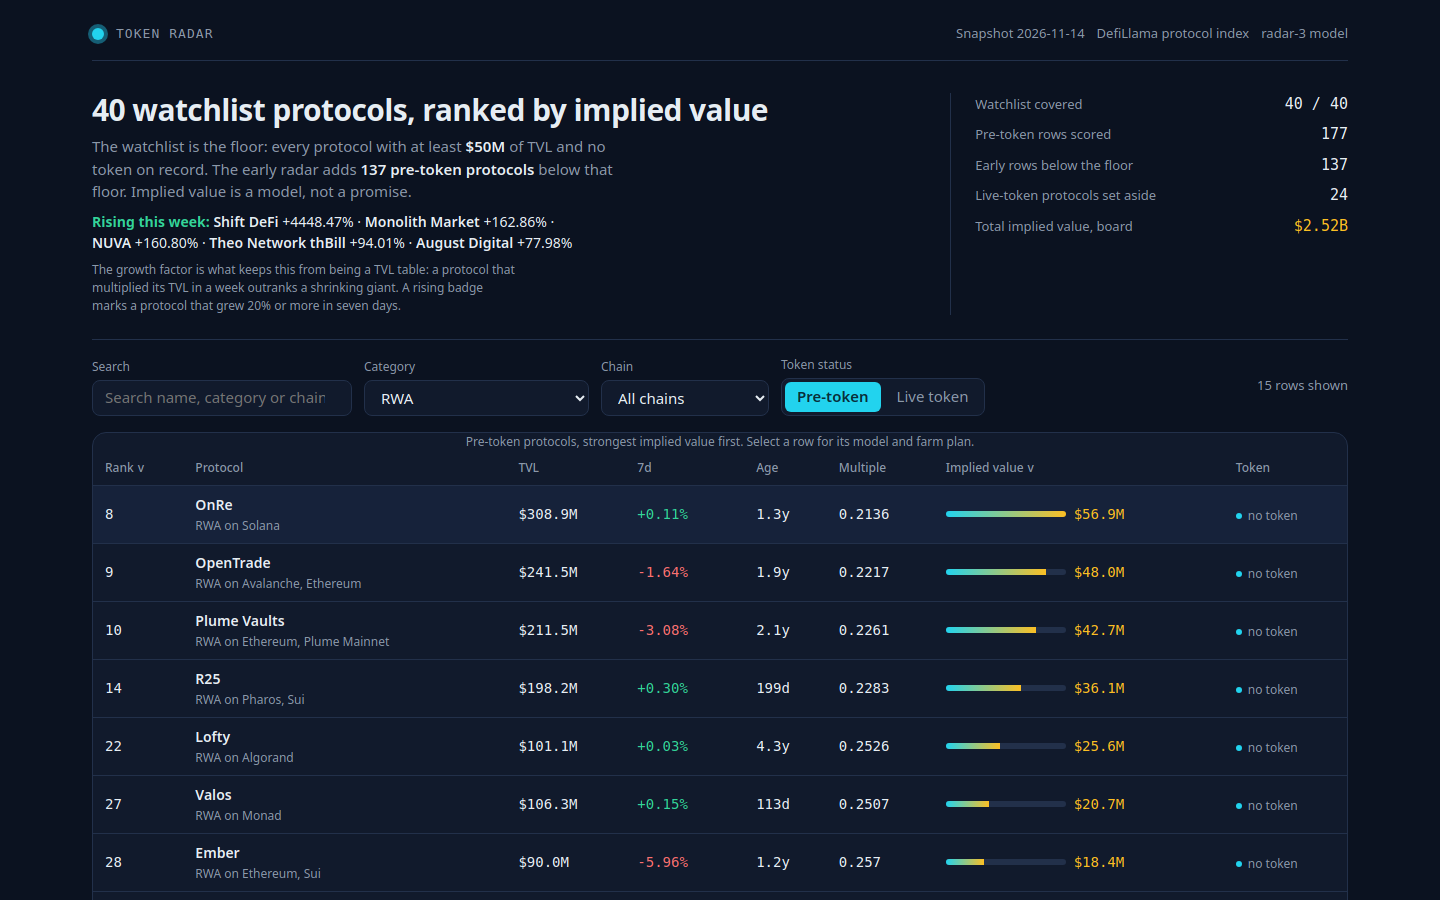 TOKEN RADAR
Snapshot 2026-11-14 DefiLlama protocol index radar-3 model
40 watchlist protocols, ranked by implied value
The watchlist is the floor: every protocol with at least $50M of TVL and no
token on record. The early radar adds 137 pre-token protocols below that
floor. Implied value is a model, not a promise.
Rising this week: Shift DeFi +4448.47% · Monolith Market +162.86% ·
NUVA +160.80% · Theo Network thBill +94.01% · August Digital +77.98%
The growth factor is what keeps this from being a TVL table: a protocol that
multiplied its TVL in a week outranks a shrinking giant. A rising badge
marks a protocol that grew 20% or more in seven days.
Watchlist covered 40 / 40
Pre-token rows scored 177
Early rows below the floor 137
Live-token protocols set aside 24
Total implied value, board $2.52B
Search Category Chain Token status
Search name, category or chain RWA All chains Pre-token Live token 15 rows shown
Pre-token protocols, strongest implied value first. Select a row for its model and farm plan.
Rank v Protocol TVL 7d Age Multiple Implied value v Token
8 OnRe $308.9M +0.11% 1.3y 0.2136 $56.9M no token
RWA on Solana
9 OpenTrade $241.5M -1.64% 1.9y 0.2217 $48.0M no token
RWA on Avalanche, Ethereum
10 Plume Vaults $211.5M -3.08% 2.1y 0.2261 $42.7M no token
RWA on Ethereum, Plume Mainnet
14 R25 $198.2M +0.30% 199d 0.2283 $36.1M no token
RWA on Pharos, Sui
22 Lofty $101.1M +0.03% 4.3y 0.2526 $25.6M no token
RWA on Algorand
27 Valos $106.3M +0.15% 113d 0.2507 $20.7M no token
RWA on Monad
28 Ember $90.0M -5.96% 1.2y 0.257 $18.4M no token
RWA on Ethereum, Sui